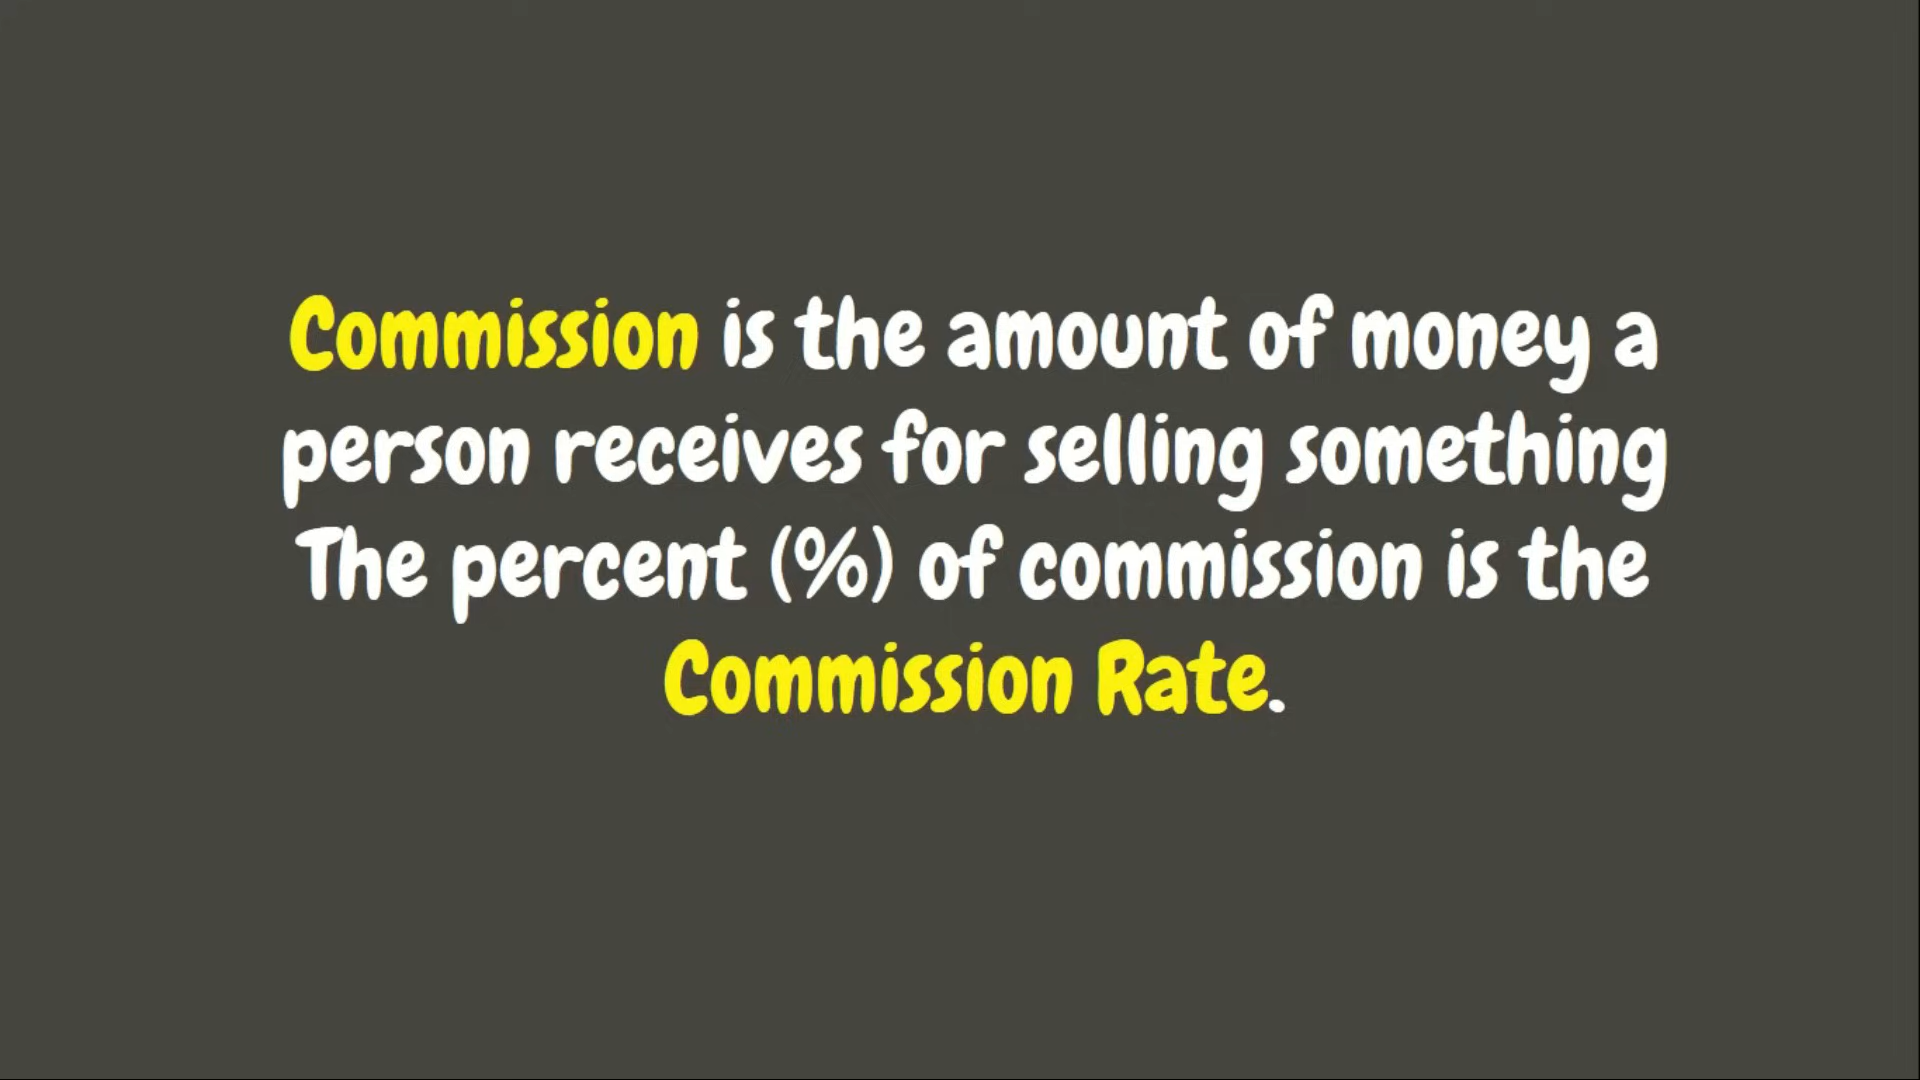 Commission is the amount of money a
person receives for selling something
The percent (%) of commission is the
Commission Rate.